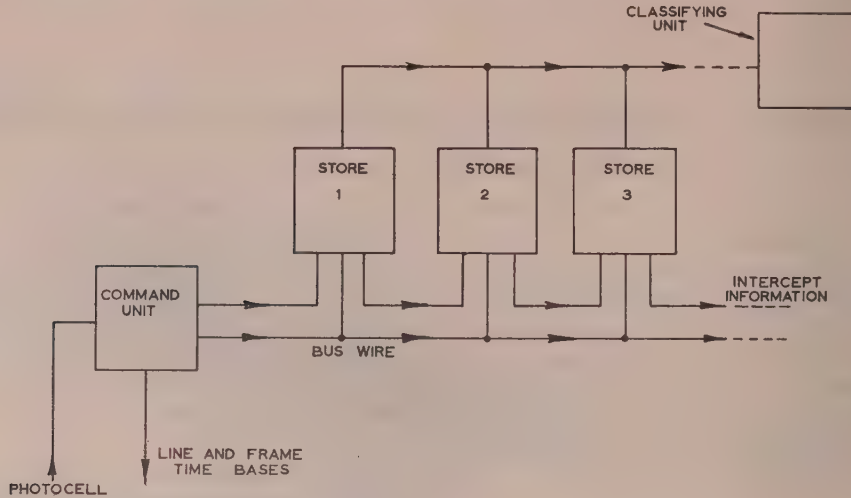 CLASSIFYING
UNIT
STORE
1
STORE
2
STORE
3
COMMAND
UNIT
INTERCEPT
INFORMATION
BUS WIRE
LINE AND FRAME
TIME BASES
PHOTOCELL